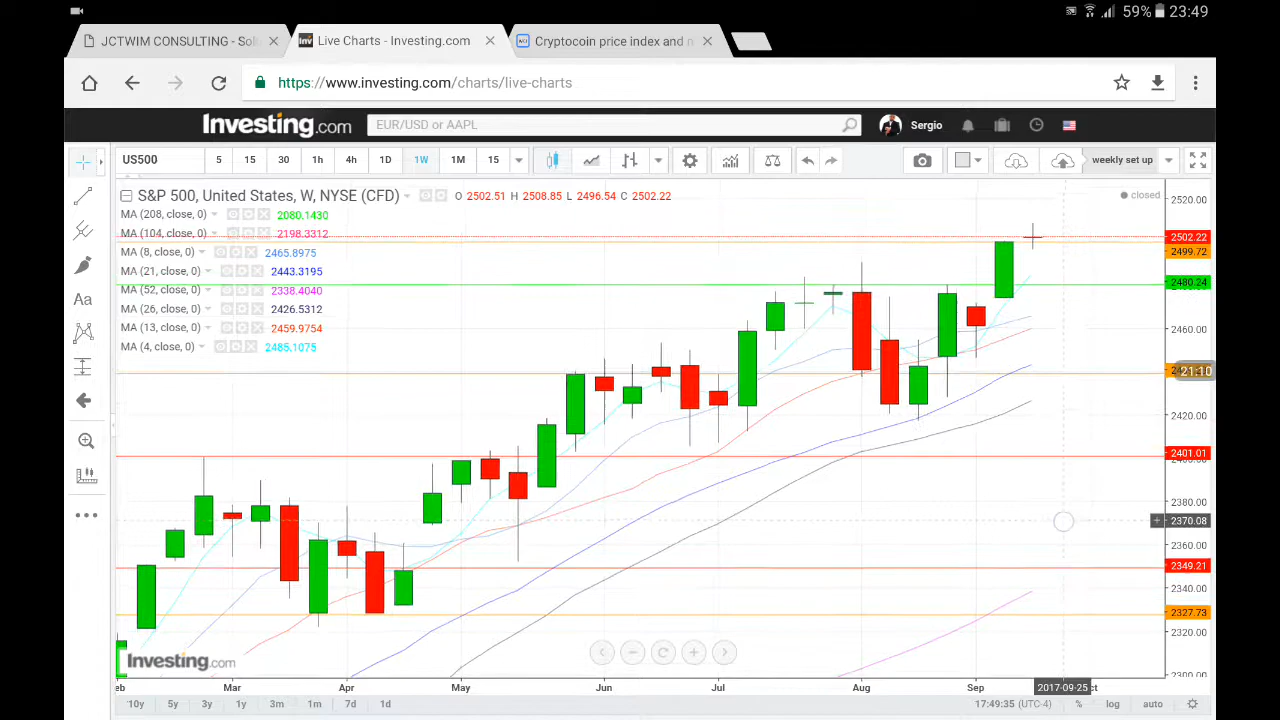 59% 23:49
JCTWIM CONSULTING - Sol
Live Charts - Investing.com
Cryptocoin price index and n
https://www.investing.com/charts/live-charts
Investing.com
EUR/USD or AAPL
Sergio
US500 5 15 30 1h 4h 1D 1W 1M 15
weekly set up
S&P 500, United States, W, NYSE (CFD) O 2502.51 H 2508.85 L 2496.54 C 2502.22
closed
MA (208, close, 0) 2080.1430
MA (104, close, 0) 2198.3312
MA (8, close, 0) 2465.8975
MA (21, close, 0) 2443.3195
MA (52, close, 0) 2338.4040
MA (26, close, 0) 2426.5312
MA (13, close, 0) 2459.9754
MA (4, close, 0) 2485.1075
Aa
2520.00
2502.22
2499.72
2480.24
2460.00
21:10
2420.00
2401.01
2380.00
2370.08
2360.00
2349.21
2340.00
2327.73
2320.00
2300.00
Investing.com
eb Mar Apr May Jun Jul Aug Sep 2017-09-25 ct
10y 5y 3y 1y 3m 1m 7d 1d 17:49:35 (UTC-4) % log auto